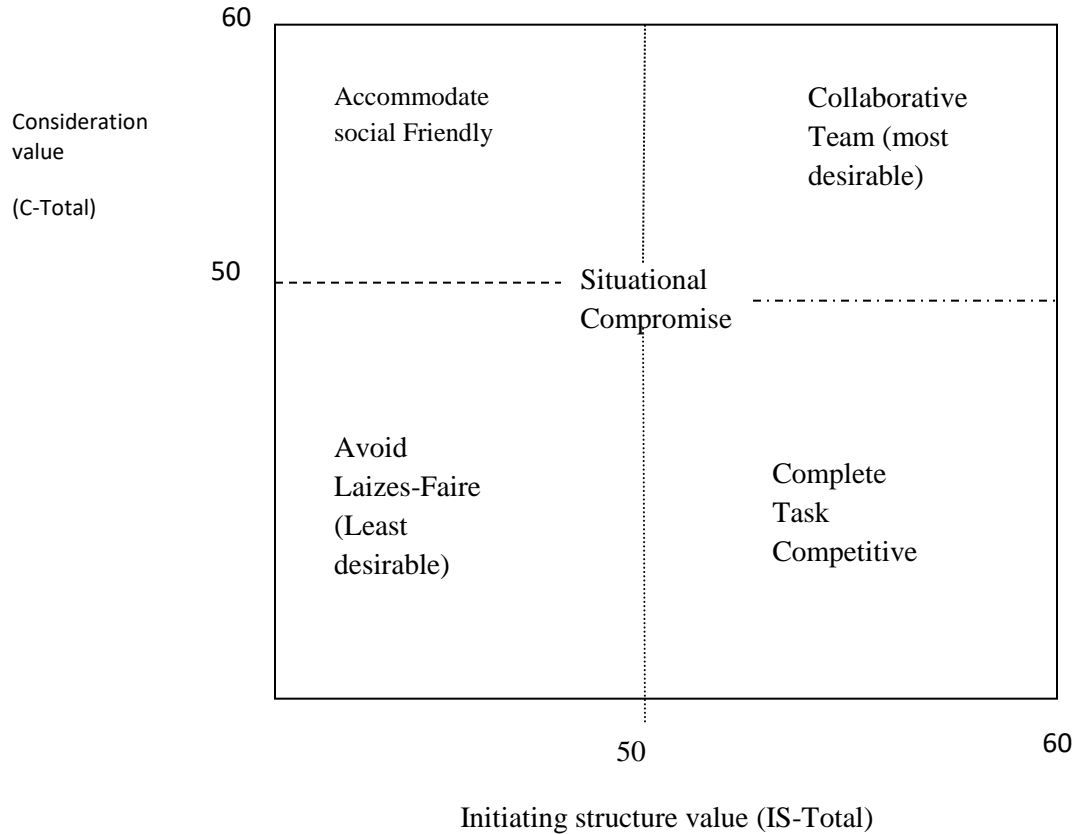 60
Consideration
value
(C-Total)
Accommodate
social Friendly
Collaborative
Team (most
desirable)
50
Situational
Compromise
Avoid
Laizes-Faire
(Least
desirable)
Complete
Task
Competitive
50
60
Initiating structure value (IS-Total)